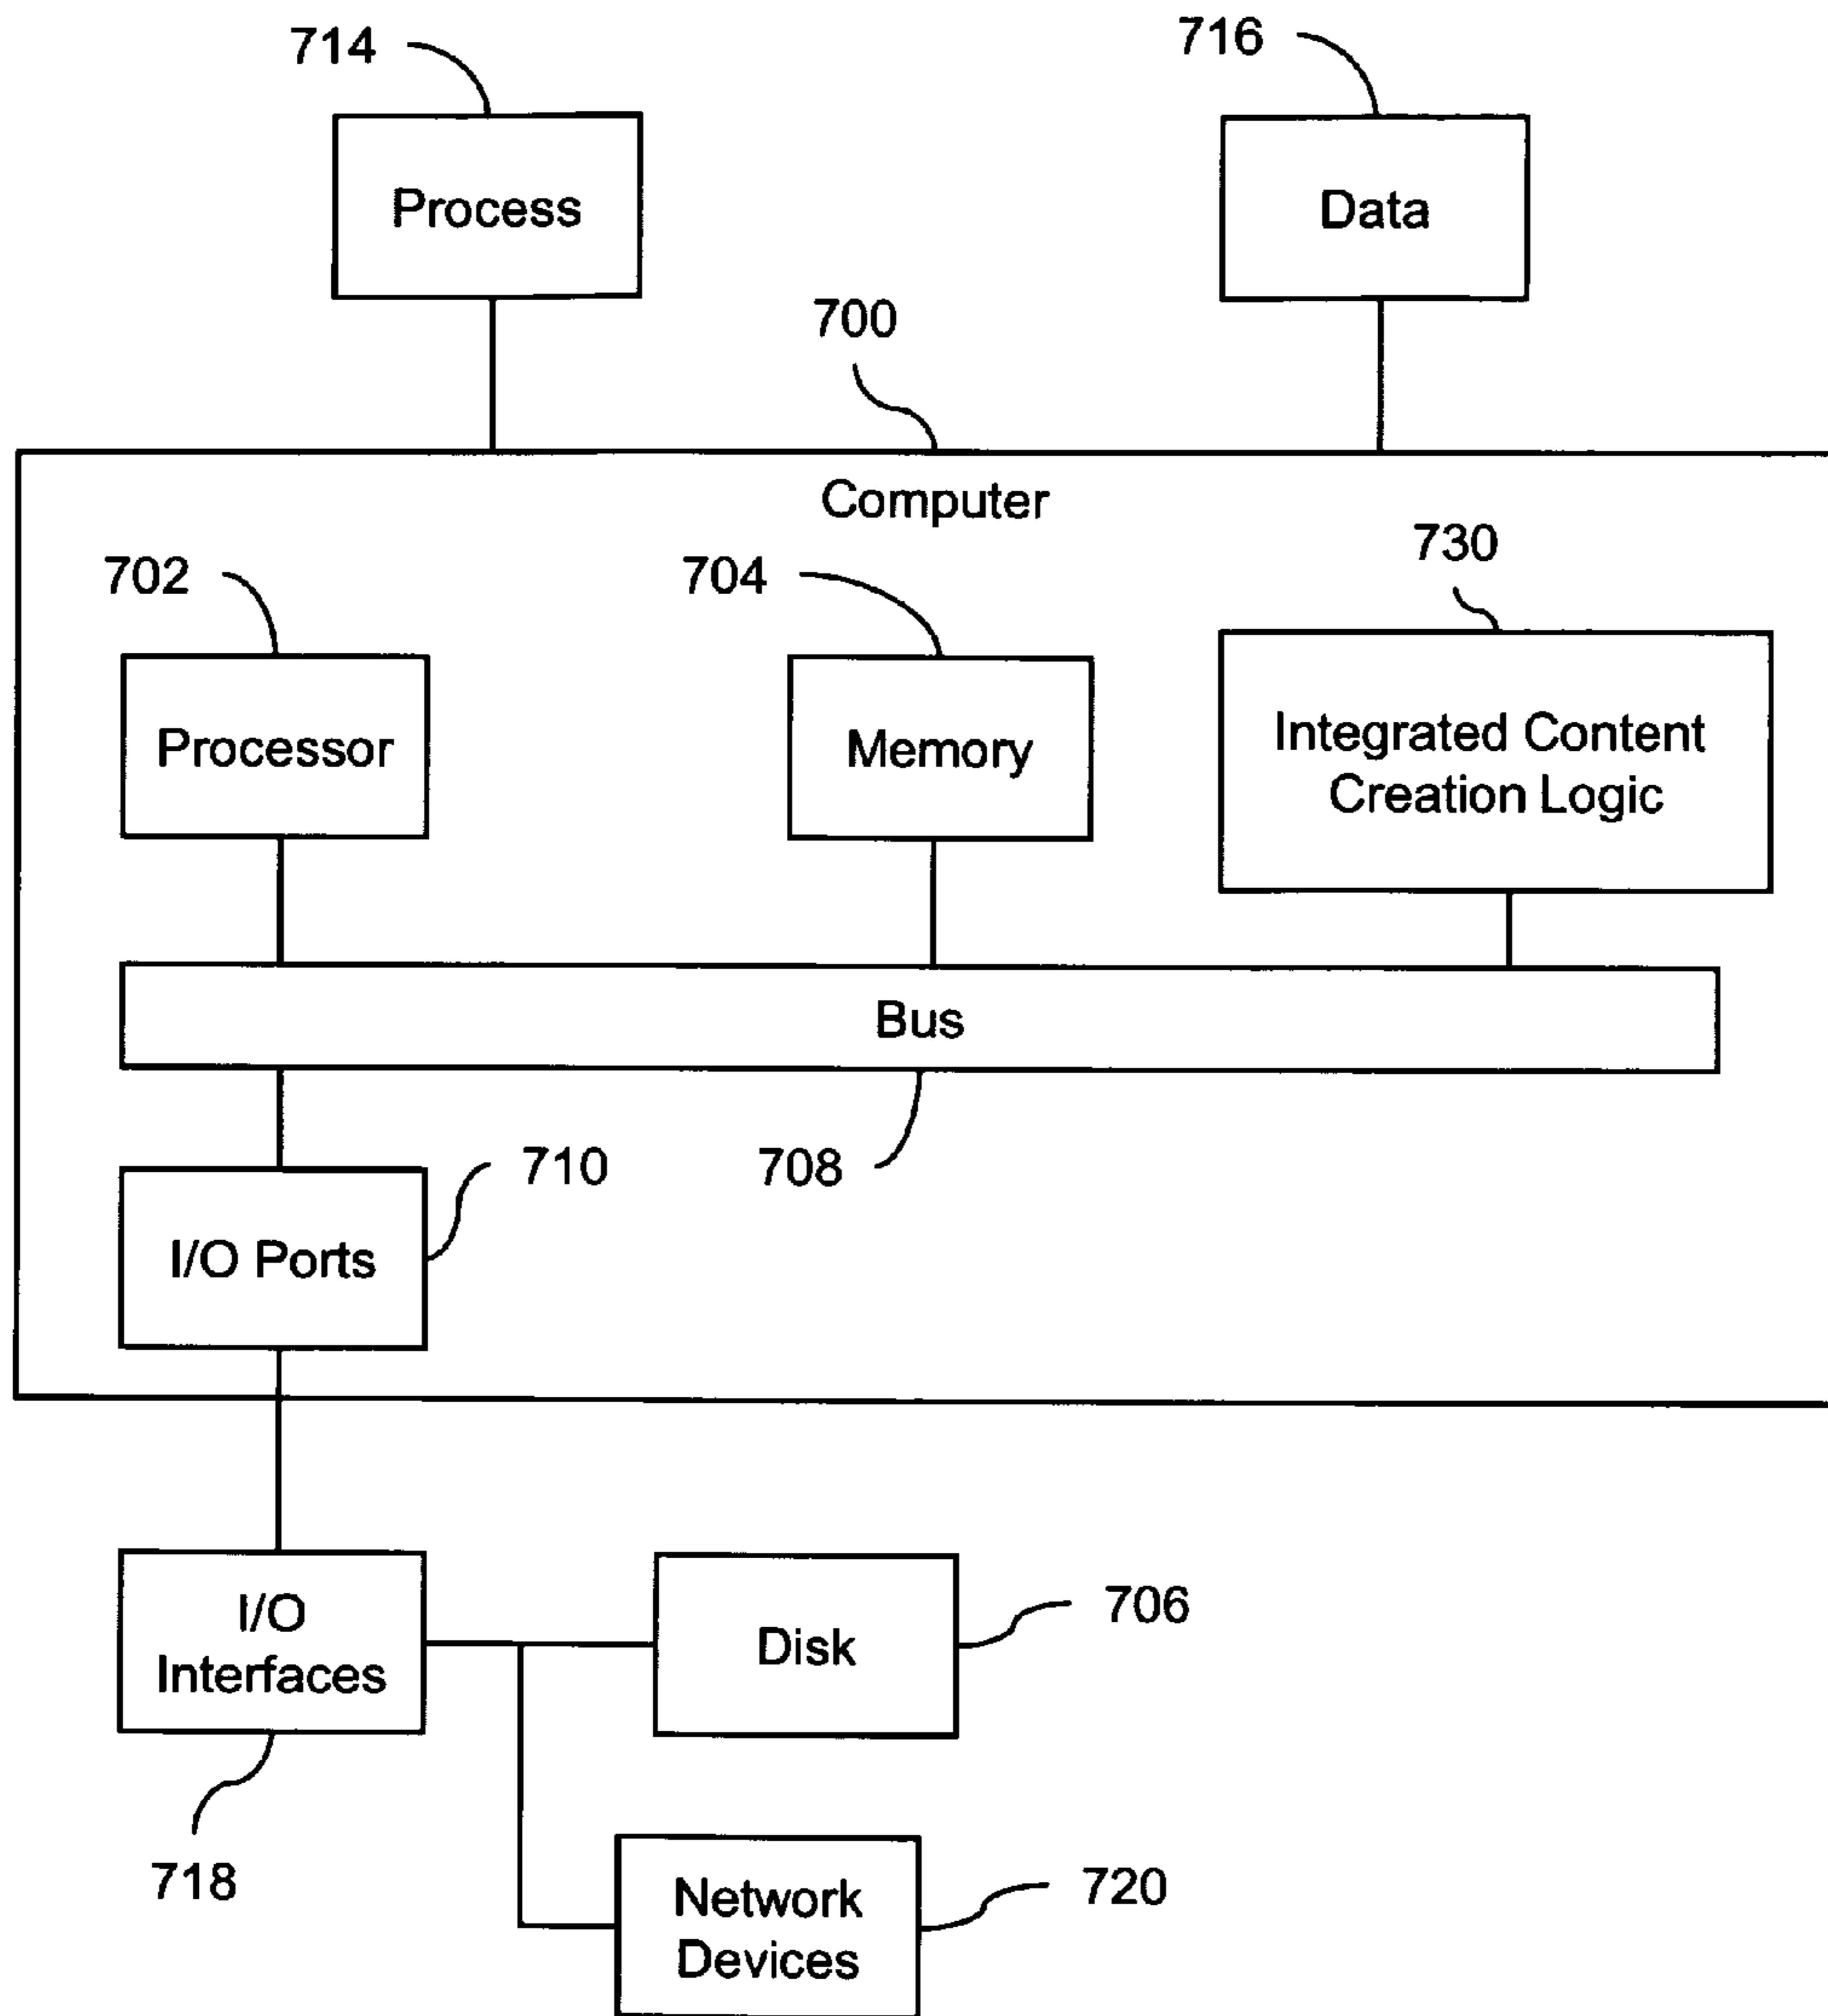 714
716
Process
Data
700
Computer
702
704
730
Processor
Memory
Integrated Content
Creation Logic
Bus
710
708
I/O Ports
I/O
Interfaces
Disk
706
718
Network
Devices
720